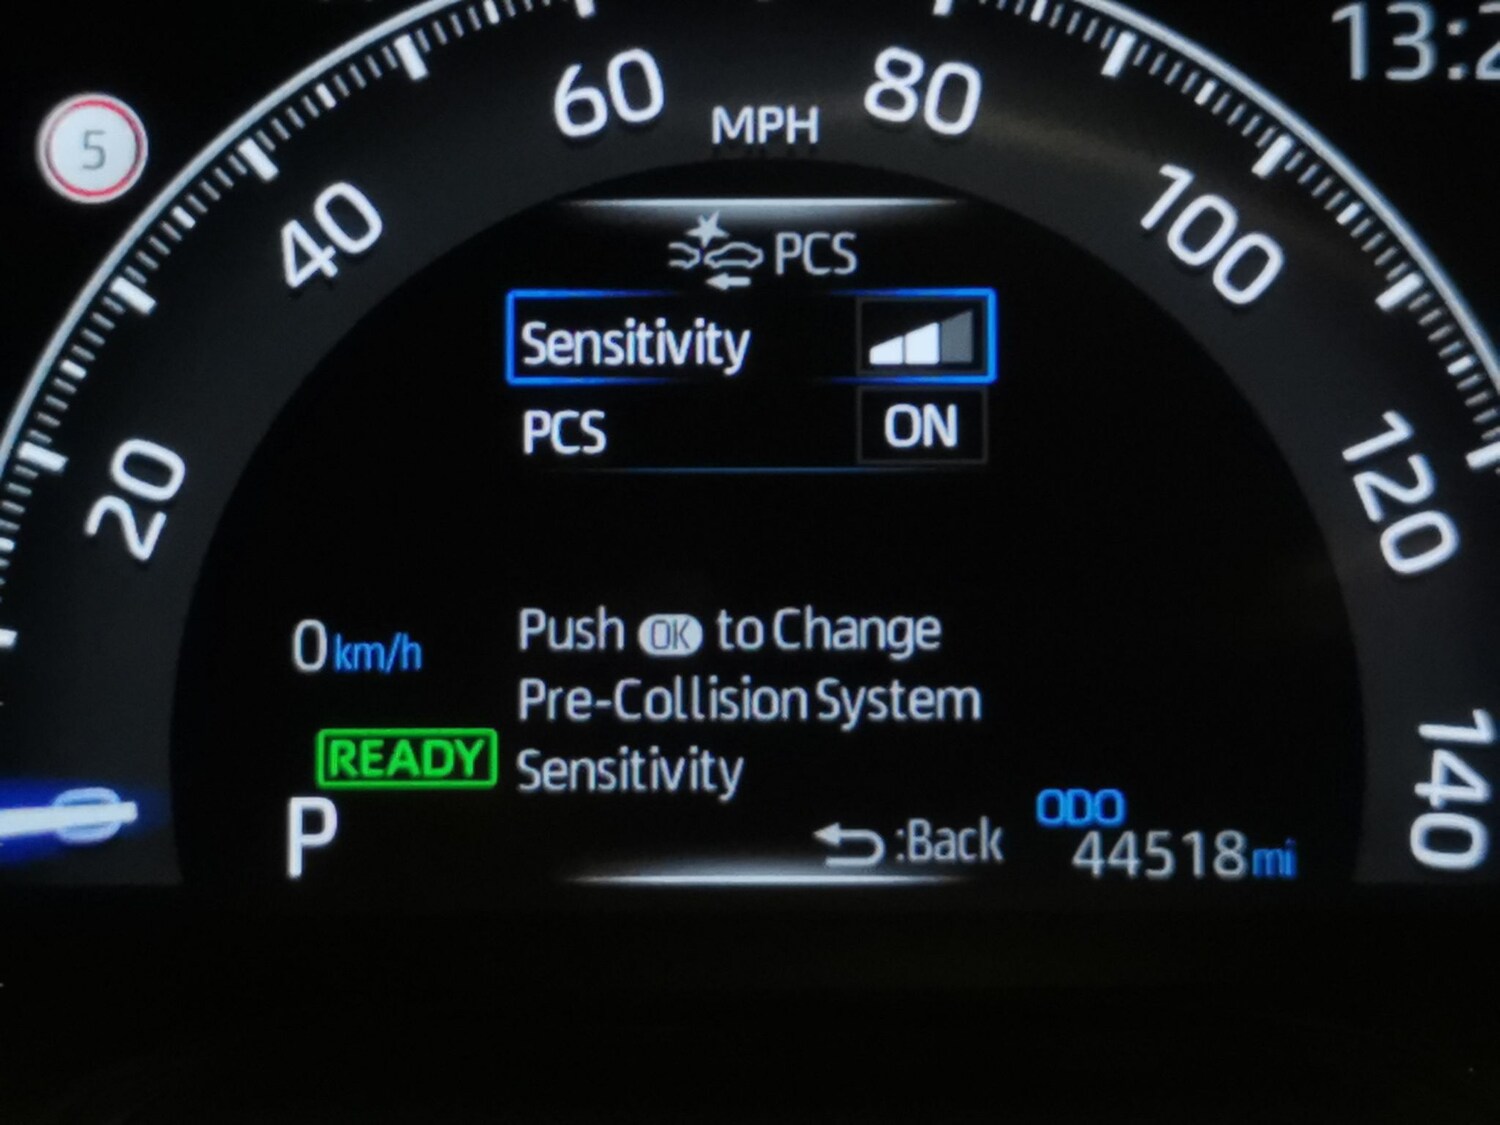 13:
5
60
80
MPH
40
100
PCS
Sensitivity
PCS ON
20
120
0 km/h
Push OK to Change
Pre-Collision System
Sensitivity
READY
140
P
:Back
ODO
44518 mi
0